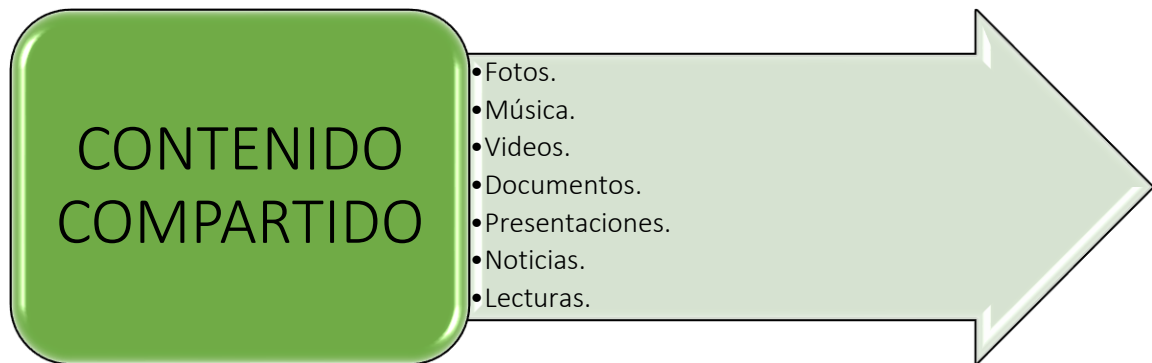 CONTENIDO
COMPARTIDO
•Fotos.
•Música.
•Videos.
•Documentos.
•Presentaciones.
•Noticias.
•Lecturas.